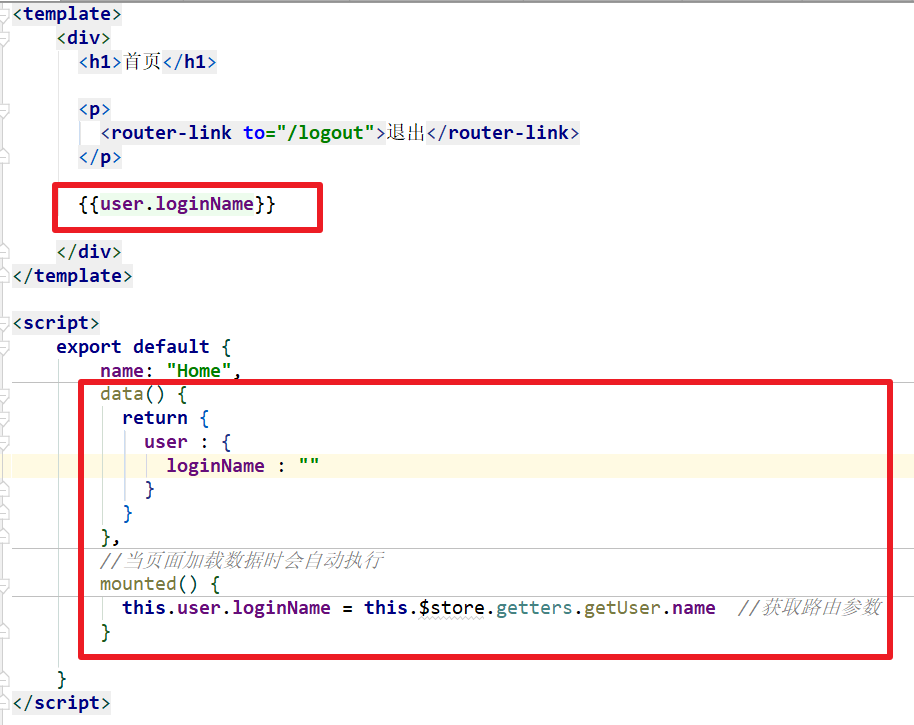 <template>
<div>
<h1>首页</h1>
<p>
<router-link to="/logout">退出</router-link>
</p>
{{user.loginName}}
</div>
</template>
<script>
export default {
name: "Home",
data() {
return {
user : {
loginName : ""
}
}
},
//当页面加载数据时会自动执行
mounted() {
this.user.loginName = this.$store.getters.getUser.name //获取路由参数
}
}
</script>